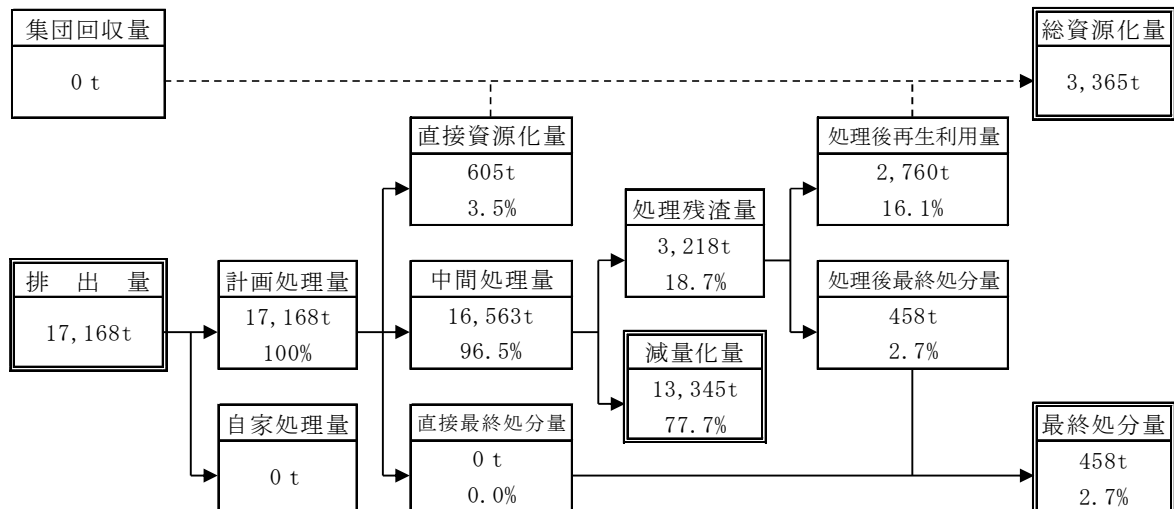 集団回収量
0 t
総資源化量
3,365t
直接資源化量
605t
3.5%
処理後再生利用量
2,760t
16.1%
処理残渣量
3,218t
18.7%
排出量
17,168t
計画処理量
17,168t
100%
中間処理量
16,563t
96.5%
処理後最終処分量
458t
2.7%
減量化量
13,345t
77.7%
自家処理量
0 t
直接最終処分量
0 t
0.0%
最終処分量
458t
2.7%